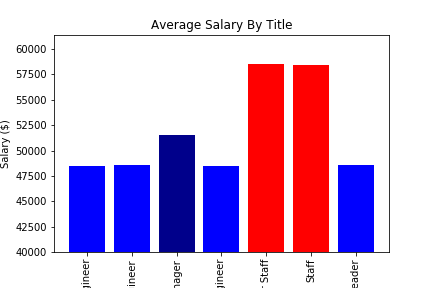 Average Salary By Title
Salary ($)
60000
57500
55000
52500
50000
47500
45000
42500
40000
gineer
ineer
nager
gineer
r Staff
Staff
eader